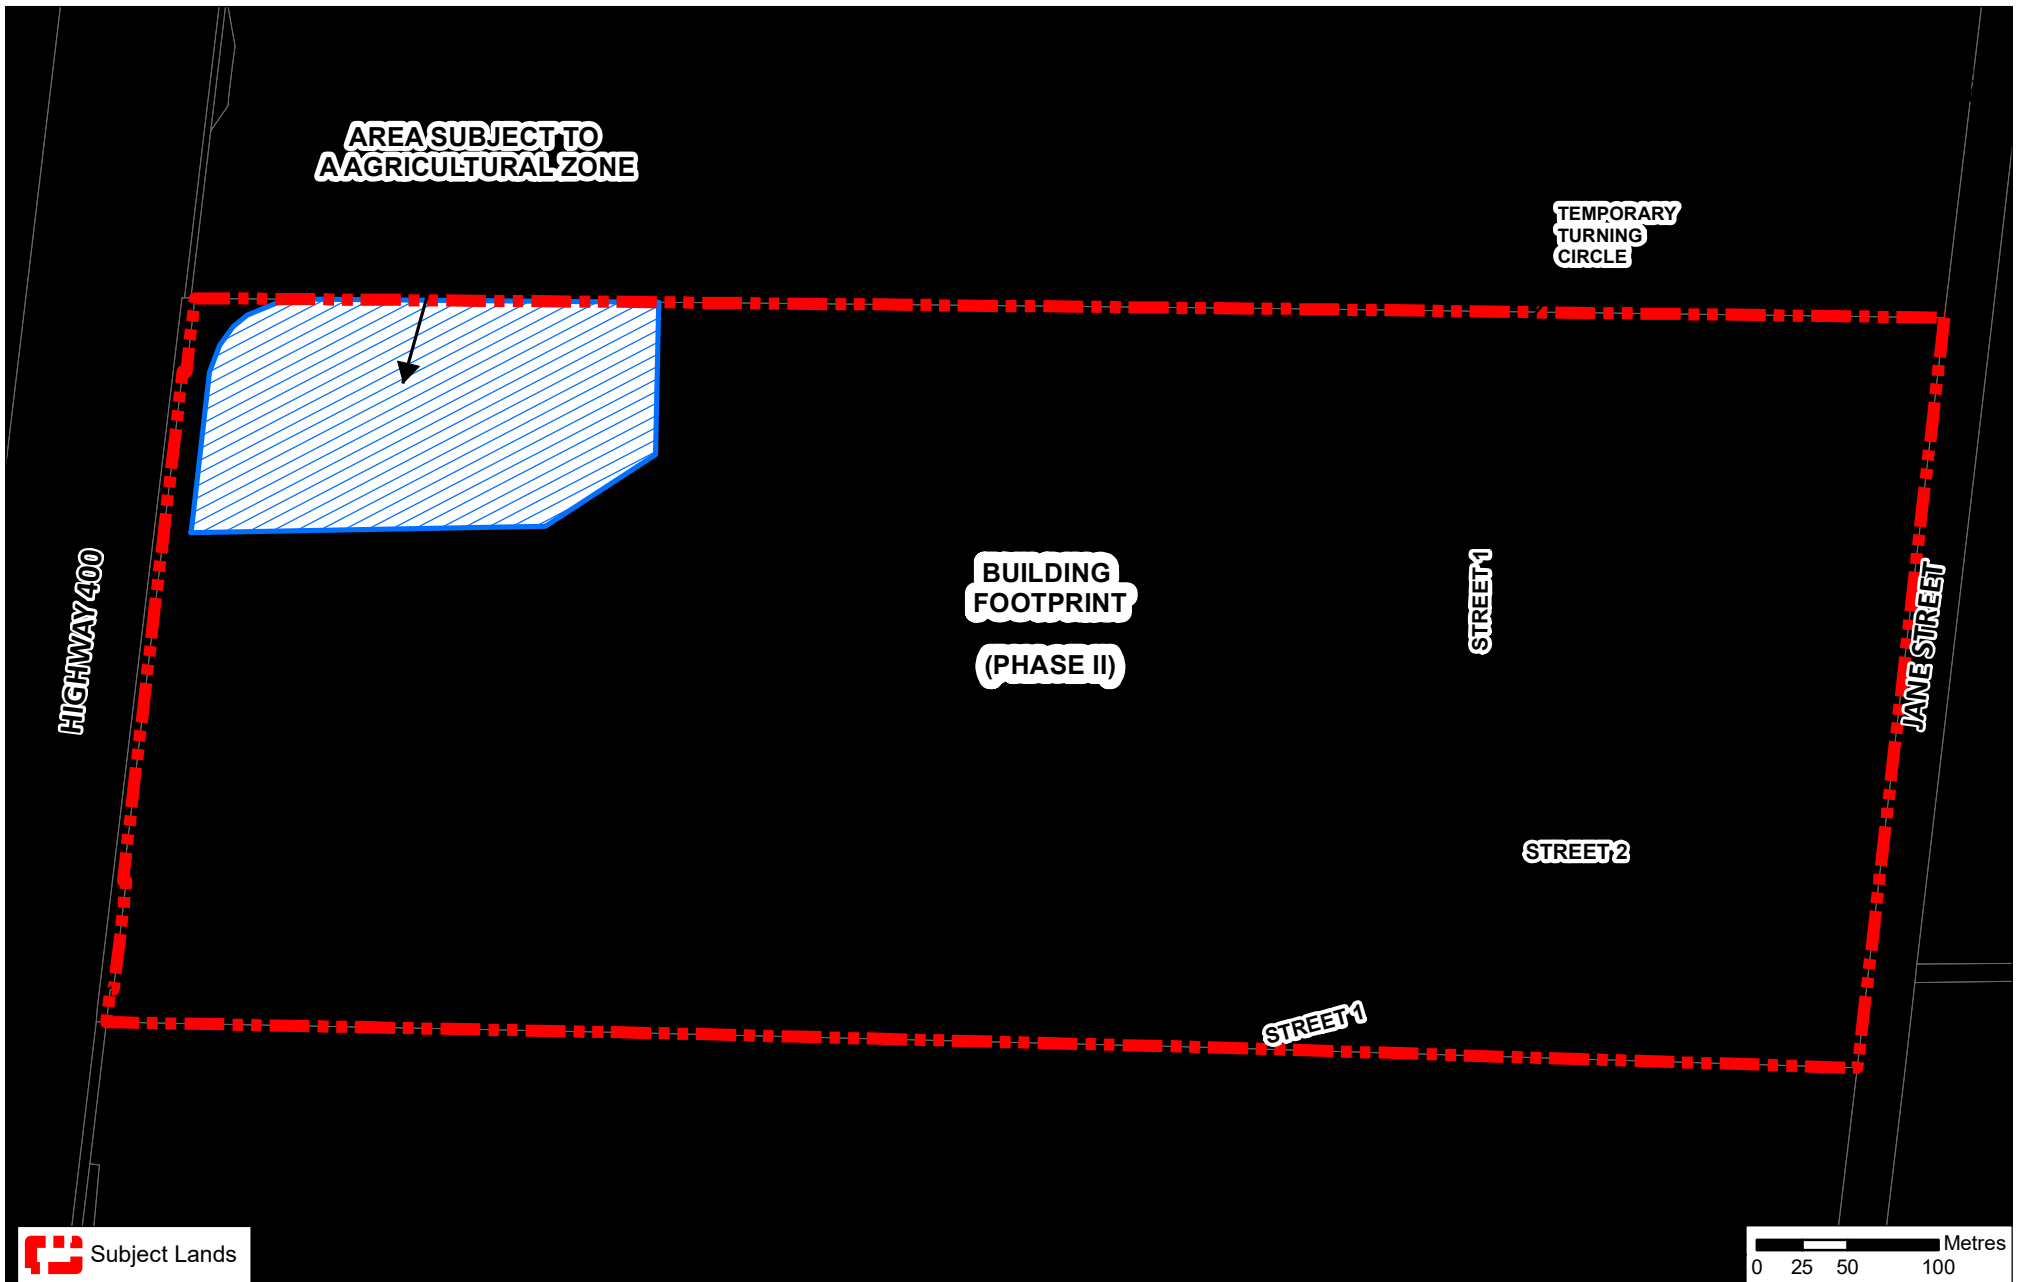 AREA SUBJECT TO
A AGRICULTURAL ZONE
TEMPORARY
TURNING
CIRCLE
HIGHWAY 400
BUILDING
FOOTPRINT
(PHASE II)
STREET 1
JANE STREET
STREET 2
STREET 1
Subject Lands
Metres
0 25 50 100